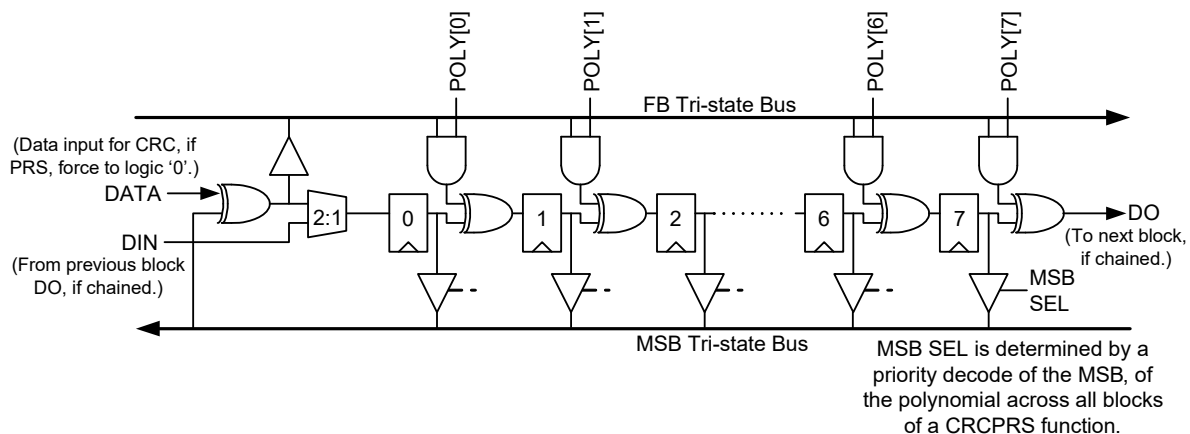 POLY[0]
POLY[1]
POLY[6]
POLY[7]
FB Tri-state Bus
(Data input for CRC, if
PRS, force to logic ‘0’.)
DATA
2:1
0
1
2
6
7
DO
(To next block,
if chained.)
DIN
(From previous block
DO, if chained.)
MSB
SEL
MSB Tri-state Bus
MSB SEL is determined by a
priority decode of the MSB, of
the polynomial across all blocks
of a CRCPRS function.